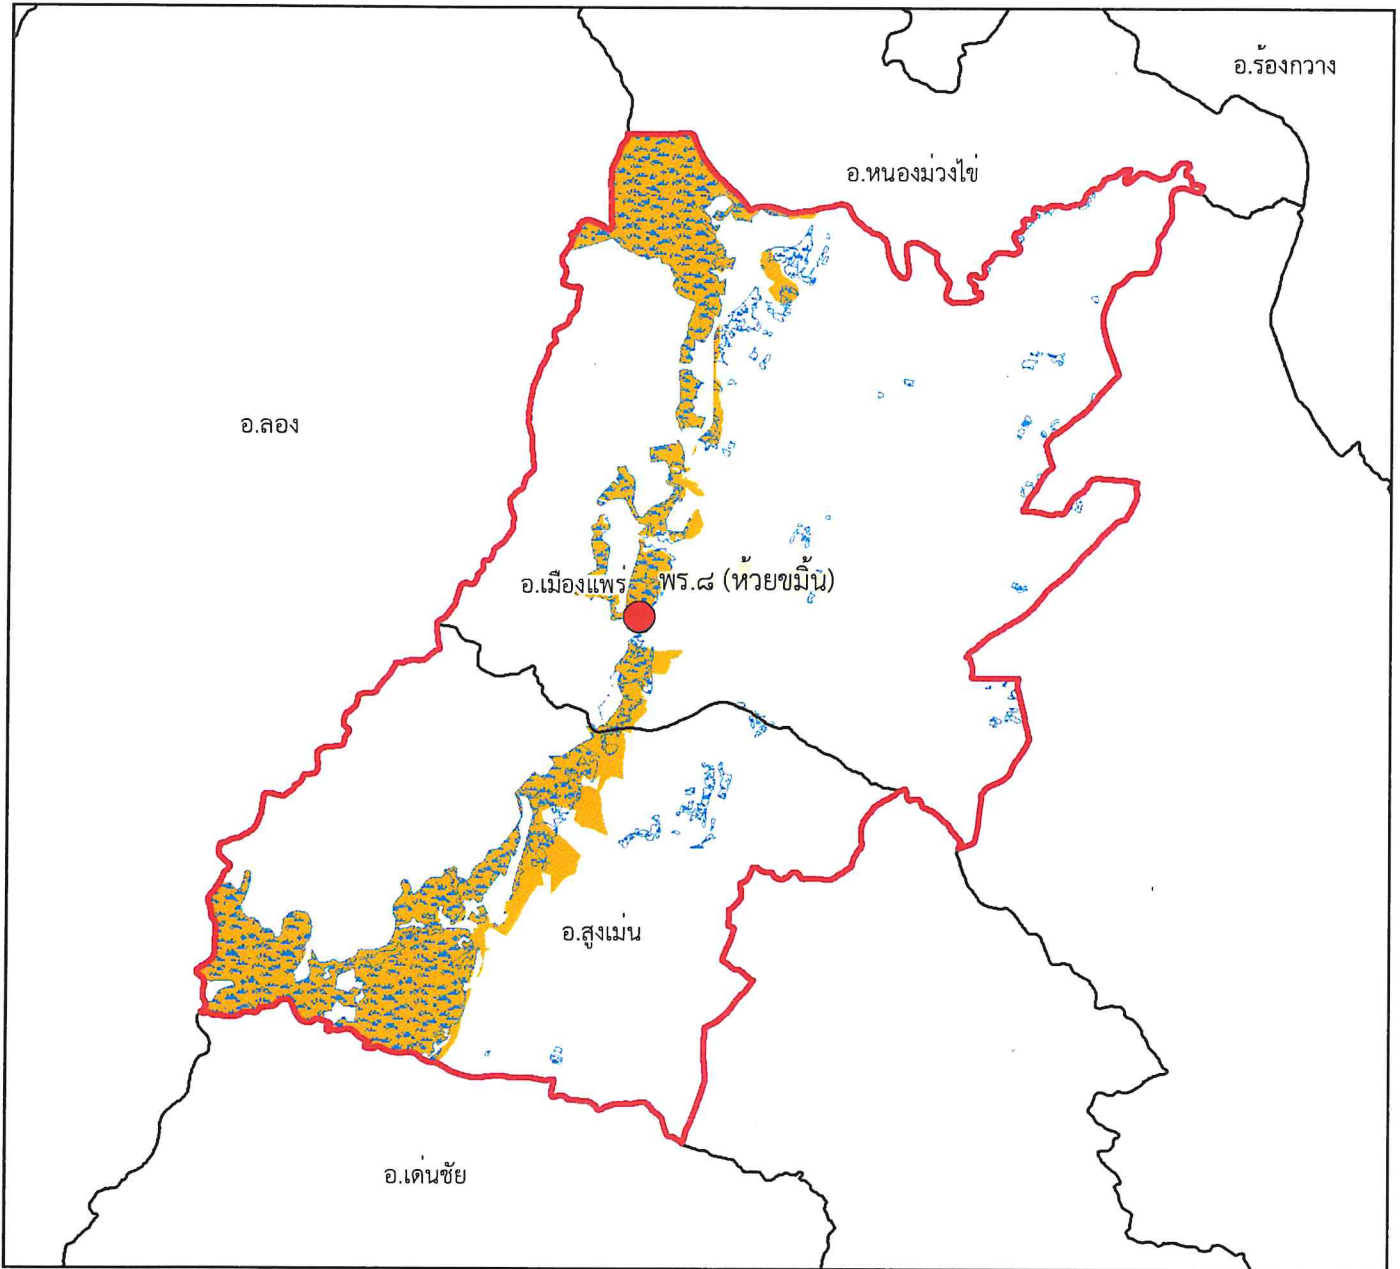 อ.ร้องกวาง
อ.หนองม่วงไข่
อ.ลอง
อ.เมืองแพร่
พร.๘ (ห้วยขมิ้น)
อ.สูงเม่น
อ.เด่นชัย